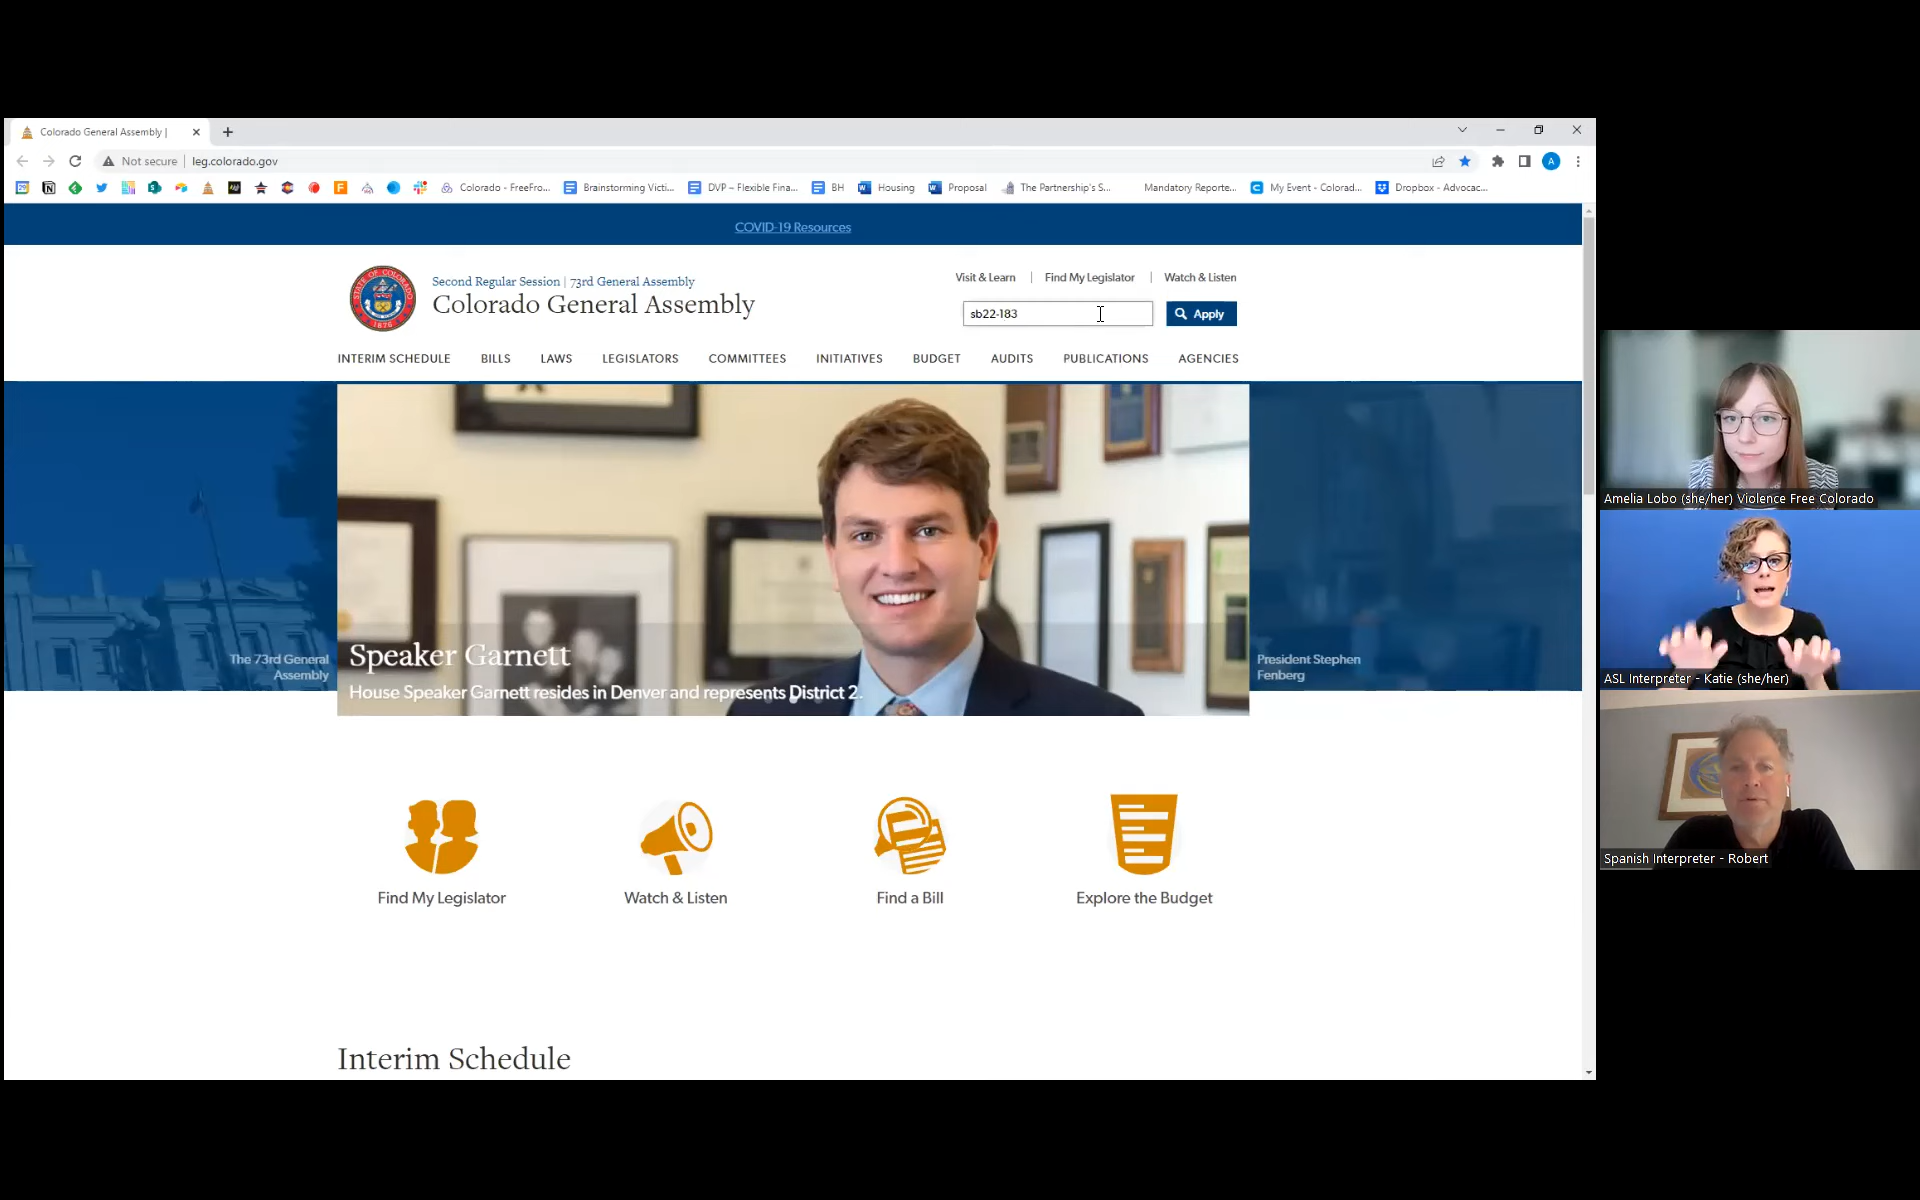 Colorado General Assembly |
Not secure
leg.colorado.gov
Colorado - FreeFro...
Brainstorming Victi...
DVP – Flexible Fina...
BH
Housing
Proposal
The Partnership's S...
Mandatory Reporte...
My Event - Colorad...
Dropbox - Advocac...
COVID-19 Resources
Second Regular Session | 73rd General Assembly
Colorado General Assembly
Visit & Learn
Find My Legislator
Watch & Listen
sb22-183
Apply
INTERIM SCHEDULE
BILLS
LAWS
LEGISLATORS
COMMITTEES
INITIATIVES
BUDGET
AUDITS
PUBLICATIONS
AGENCIES
The 73rd General
Assembly
Speaker Garnett
House Speaker Garnett resides in Denver and represents District 2.
President Stephen
Fenberg
Find My Legislator
Watch & Listen
Find a Bill
Explore the Budget
Interim Schedule
Amelia Lobo (she/her) Violence Free Colorado
ASL Interpreter - Katie (she/her)
Spanish Interpreter - Robert